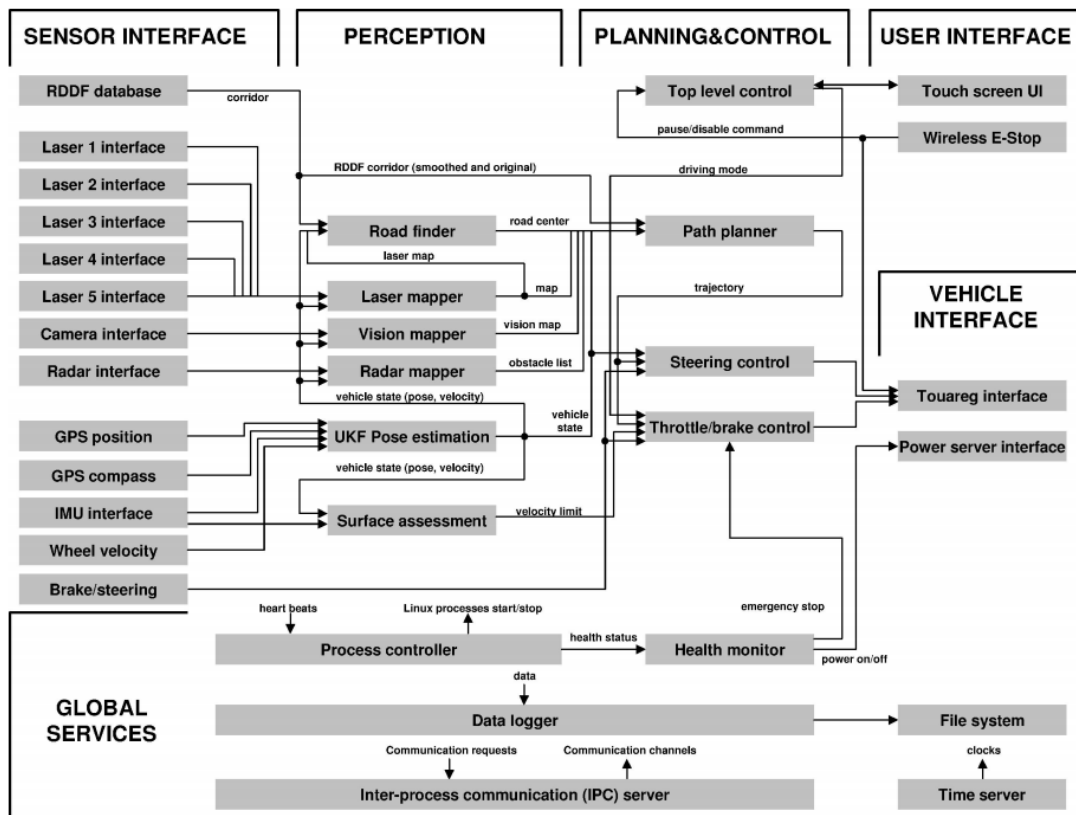 SENSOR INTERFACE
PERCEPTION
PLANNING&CONTROL
USER INTERFACE
RDDF database
corridor
Top level control
Touch screen UI
pause/disable command
Wireless E-Stop
Laser 1 interface
RDDF corridor (smoothed and original)
driving mode
Laser 2 interface
Laser 3 interface
Road finder
road center
Path planner
Laser 4 interface
laser map
Laser 5 interface
Laser mapper
map
trajectory
VEHICLE
INTERFACE
Camera interface
Vision mapper
vision map
Radar interface
Radar mapper
obstacle list
Steering control
vehicle state (pose, velocity)
Touareg interface
GPS position
UKF Pose estimation
vehicle
state
Throttle/brake control
Power server interface
GPS compass
vehicle state (pose, velocity)
IMU interface
Surface assessment
velocity limit
Wheel velocity
Brake/steering
heart beats
Linux processes start/stop
emergency stop
Process controller
health status
Health monitor
power on/off
GLOBAL
SERVICES
data
Data logger
File system
Communication requests
Communication channels
clocks
Inter-process communication (IPC) server
Time server